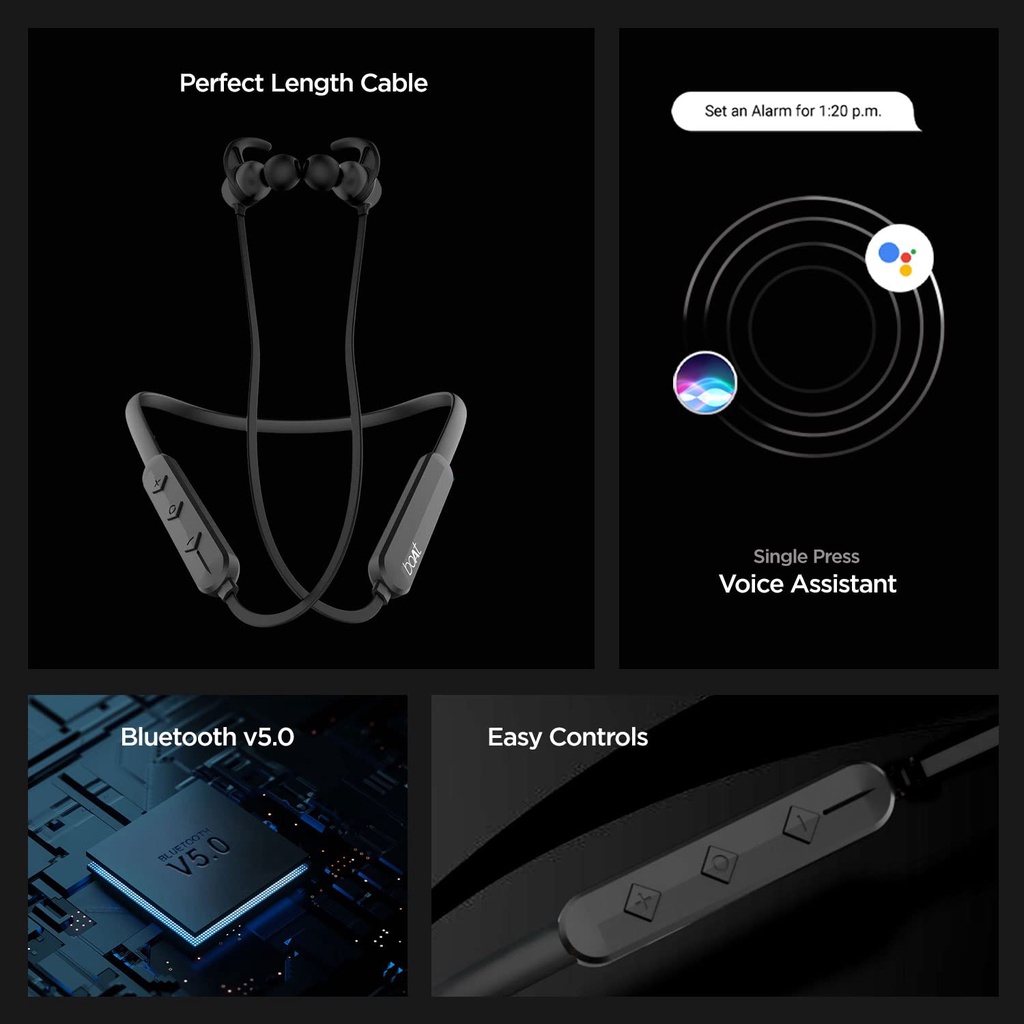 Perfect Length Cable
boAt
Set an Alarm for 1:20 p.m.
Single Press
Voice Assistant
Bluetooth v5.0
BLUETOOTH
V5.0
Easy Controls